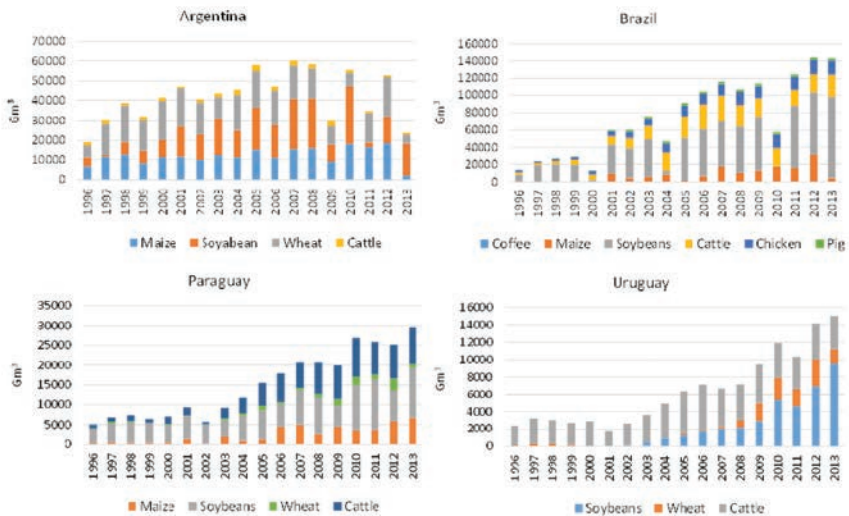 Argentina
70000
60000
50000
40000
30000
20000
10000
0
Gm³
1996 1997 1998 1999 2000 2001 2002 2003 2004 2005 2006 2007 2008 2009 2010 2011 2012 2013
Maize Soyabean Wheat Cattle
Brazil
160000
140000
120000
100000
80000
60000
40000
20000
0
Gm³
1996 1997 1998 1999 2000 2001 2002 2003 2004 2005 2006 2007 2008 2009 2010 2011 2012 2013
Coffee Maize Soybeans Cattle Chicken Pig
Paraguay
35000
30000
25000
20000
15000
10000
5000
0
Gm³
1996 1997 1998 1999 2000 2001 2002 2003 2004 2005 2006 2007 2008 2009 2010 2011 2012 2013
Maize Soybeans Wheat Cattle
Uruguay
16000
14000
12000
10000
8000
6000
4000
2000
0
Gm³
1996 1997 1998 1999 2000 2001 2002 2003 2004 2005 2006 2007 2008 2009 2010 2011 2012 2013
Soybeans Wheat Cattle